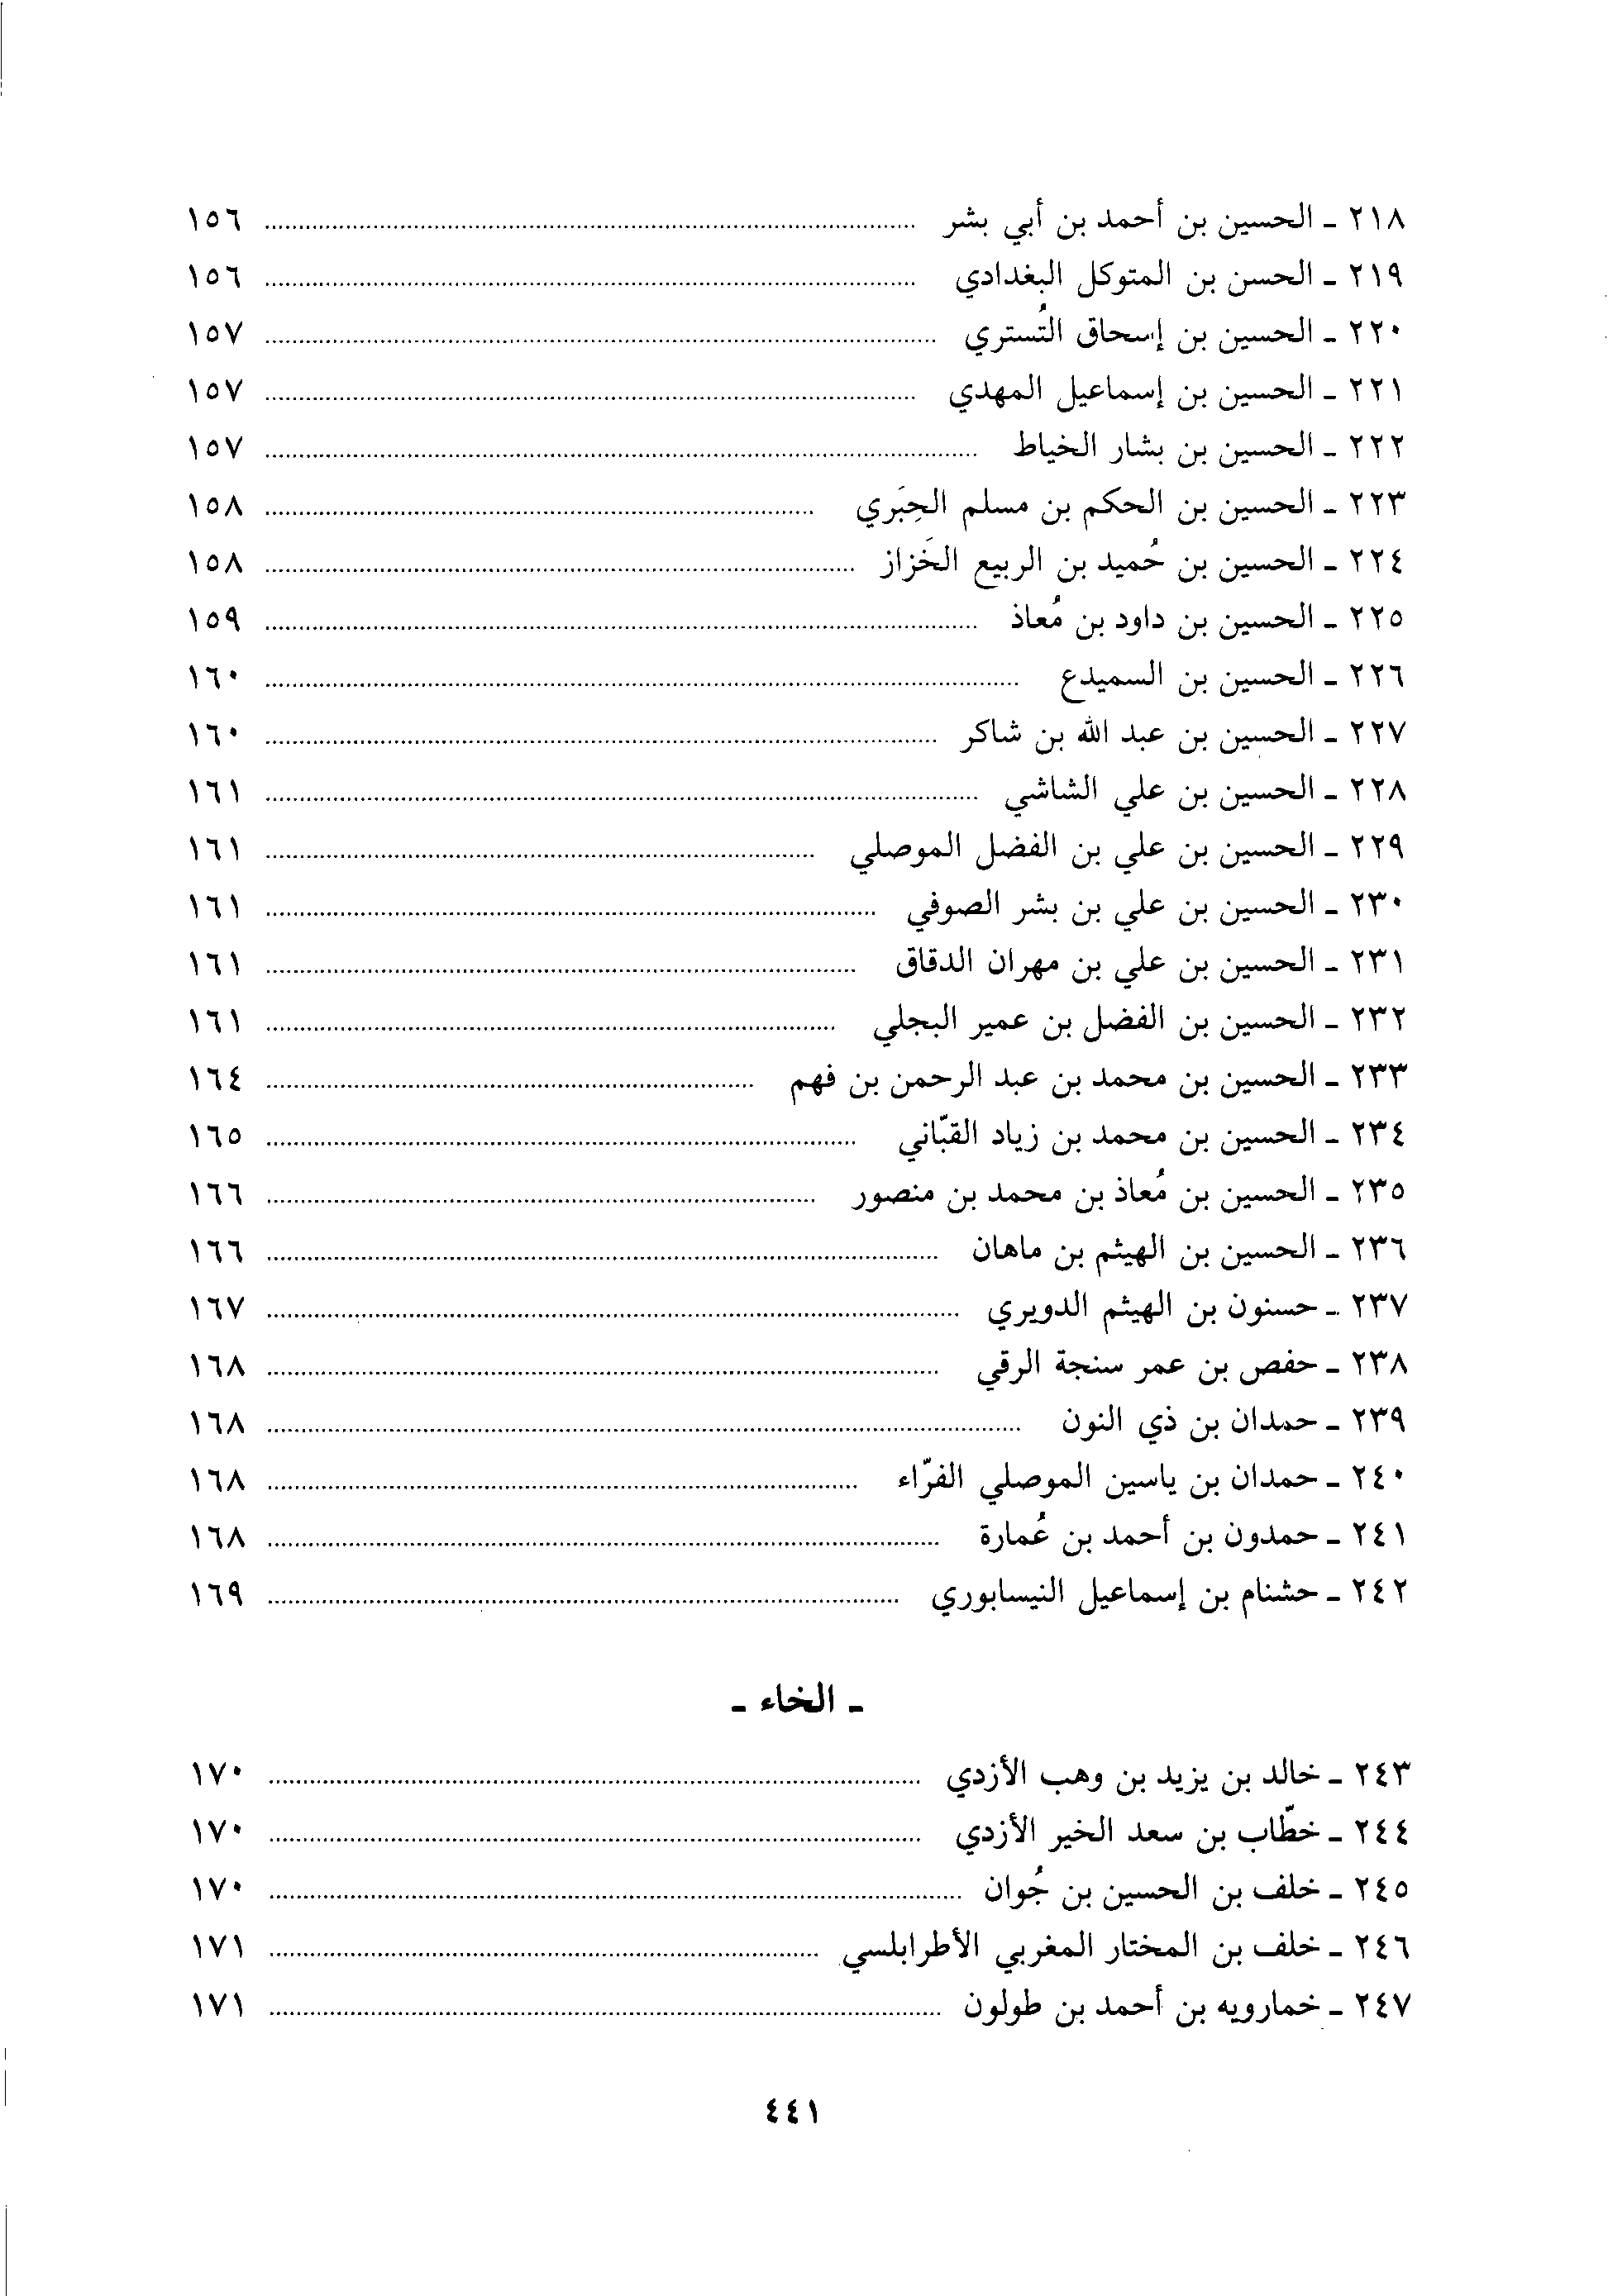 ٢١٨ - الحسين بن أحمد بن أبي بشر ........ ١٥٦
٢١٩ - الحسن بن المتوكل البغدادي ........ ١٥٦
٢٢٠ - الحسين بن إسحاق التُستري ........ ١٥٧
٢٢١ - الحسين بن إسماعيل المهدي ........ ١٥٧
٢٢٢ - الحسين بن بشار الخياط ........ ١٥٧
٢٢٣ - الحسين بن الحكم بن مسلم الحِبَري ........ ١٥٨
٢٢٤ - الحسين بن حُميد بن الربيع الخَزاز ........ ١٥٨
٢٢٥ - الحسين بن داود بن مُعاذ ........ ١٥٩
٢٢٦ - الحسين بن السميدع ........ ١٦٠
٢٢٧ - الحسين بن عبد الله بن شاكر ........ ١٦٠
٢٢٨ - الحسين بن علي الشاشي ........ ١٦١
٢٢٩ - الحسين بن علي بن الفضل الموصلي ........ ١٦١
٢٣٠ - الحسين بن علي بن بشر الصوفي ........ ١٦١
٢٣١ - الحسين بن علي بن مهران الدقاق ........ ١٦١
٢٣٢ - الحسين بن الفضل بن عمير البجلي ........ ١٦١
٢٣٣ - الحسين بن محمد بن عبد الرحمن بن فهم ........ ١٦٤
٢٣٤ - الحسين بن محمد بن زياد القبّاني ........ ١٦٥
٢٣٥ - الحسين بن مُعاذ بن محمد بن منصور ........ ١٦٦
٢٣٦ - الحسين بن الهيثم بن ماهان ........ ١٦٦
٢٣٧ - حسنون بن الهيثم الدويري ........ ١٦٧
٢٣٨ - حفص بن عمر سنجة الرقي ........ ١٦٨
٢٣٩ - حمدان بن ذي النون ........ ١٦٨
٢٤٠ - حمدان بن ياسين الموصلي الفرّاء ........ ١٦٨
٢٤١ - حمدون بن أحمد بن عُمارة ........ ١٦٨
٢٤٢ - حشنام بن إسماعيل النيسابوري ........ ١٦٩
- الخاء -
٢٤٣ - خالد بن يزيد بن وهب الأزدي ........ ١٧٠
٢٤٤ - خطّاب بن سعد الخير الأزدي ........ ١٧٠
٢٤٥ - خلف بن الحسين بن جُوان ........ ١٧٠
٢٤٦ - خلف بن المختار المغربي الأطرابلسي ........ ١٧١
٢٤٧ - خمارويه بن أحمد بن طولون ........ ١٧١
٤٤١